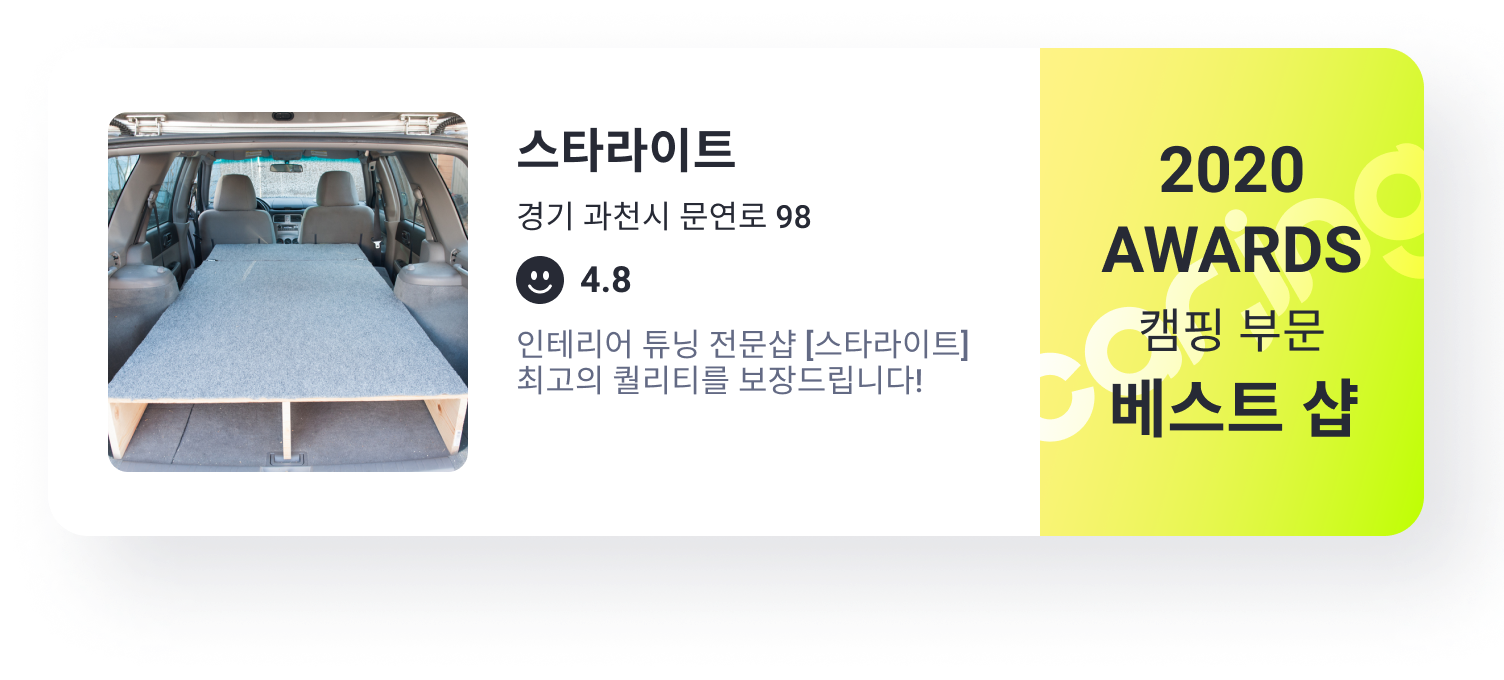 스타라이트
경기 과천시 문연로 98
4.8
인테리어 튜닝 전문샵 [스타라이트]
최고의 퀄리티를 보장드립니다!
2020
AWARDS
캠핑 부문
베스트 샵
car.ing